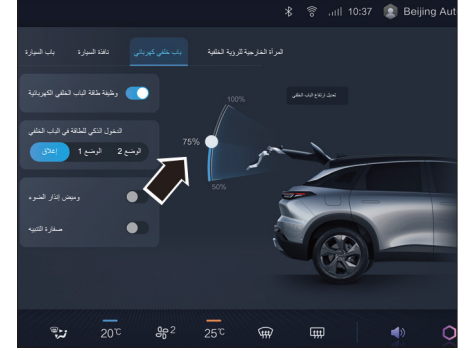 10:37 Beijing Aut
المرآة الخارجية للرؤية الخلفية باب خلفي كهربائي نافذة السيارة باب السيارة
وظيفة طاقة الباب الخلفي الكهربائية
تعديل ارتفاع الباب الخلفي
100%
الدخول الذكي للطاقة في الباب الخلفي
75%
إغلاق الوضع 1 الوضع 2
50%
وميض إنذار الضوء
صفارة التنبيه
20°C 2 25°C